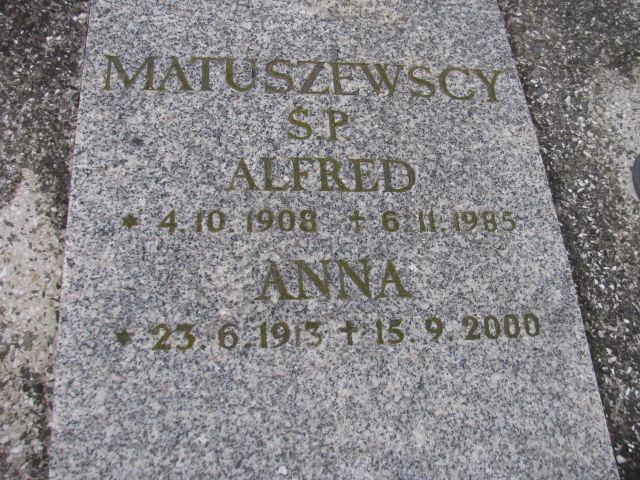 MATUSZEWSCY
Ś.P.
ALFRED
* 4.10.1908 ✝ 6.11.1985
ANNA
* 23.6.1913 ✝ 15.9.2000